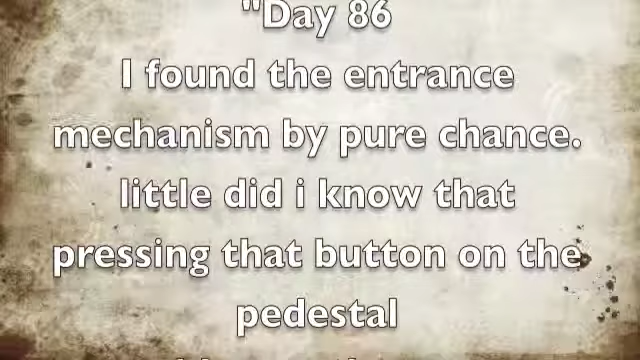 "Day 86
I found the entrance
mechanism by pure chance.
little did i know that
pressing that button on the
pedestal